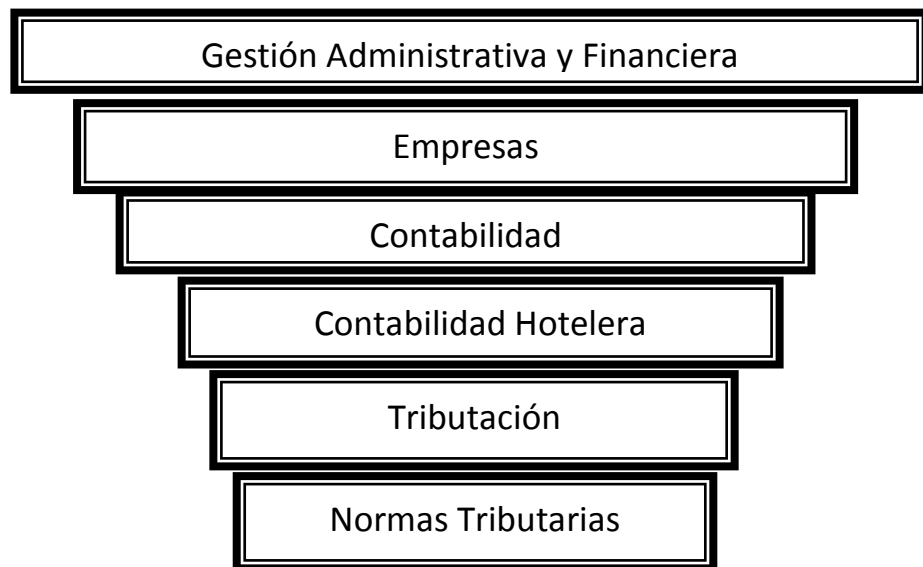 Gestión Administrativa y Financiera
Empresas
Contabilidad
Contabilidad Hotelera
Tributación
Normas Tributarias